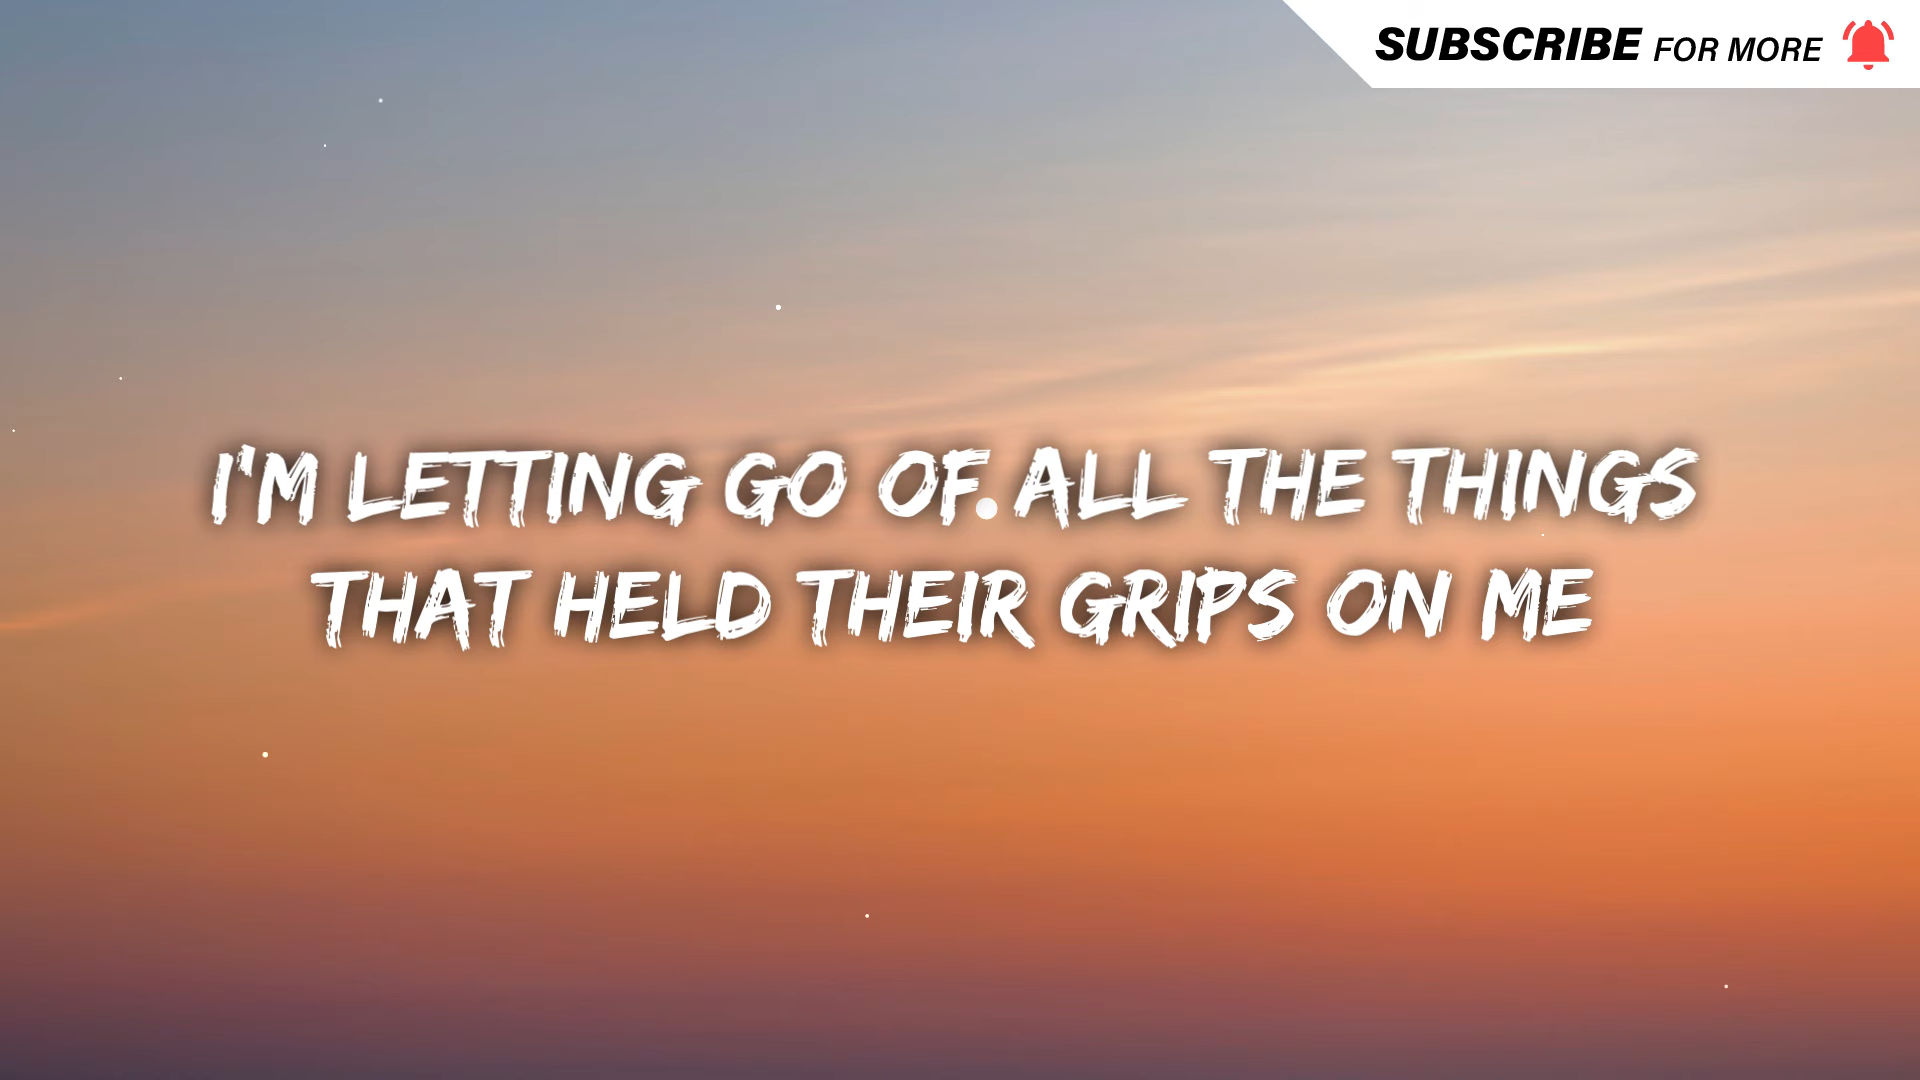 SUBSCRIBE FOR MORE
I'M LETTING GO OF ALL THE THINGS
THAT HELD THEIR GRIPS ON ME